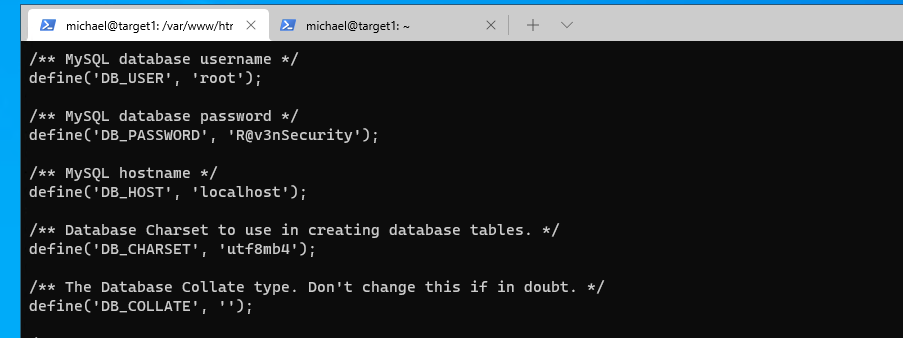 michael@target1: /var/www/htr
michael@target1: ~
/** MySQL database username */
define('DB_USER', 'root');
/** MySQL database password */
define('DB_PASSWORD', 'R@v3nSecurity');
/** MySQL hostname */
define('DB_HOST', 'localhost');
/** Database Charset to use in creating database tables. */
define('DB_CHARSET', 'utf8mb4');
/** The Database Collate type. Don't change this if in doubt. */
define('DB_COLLATE', '');